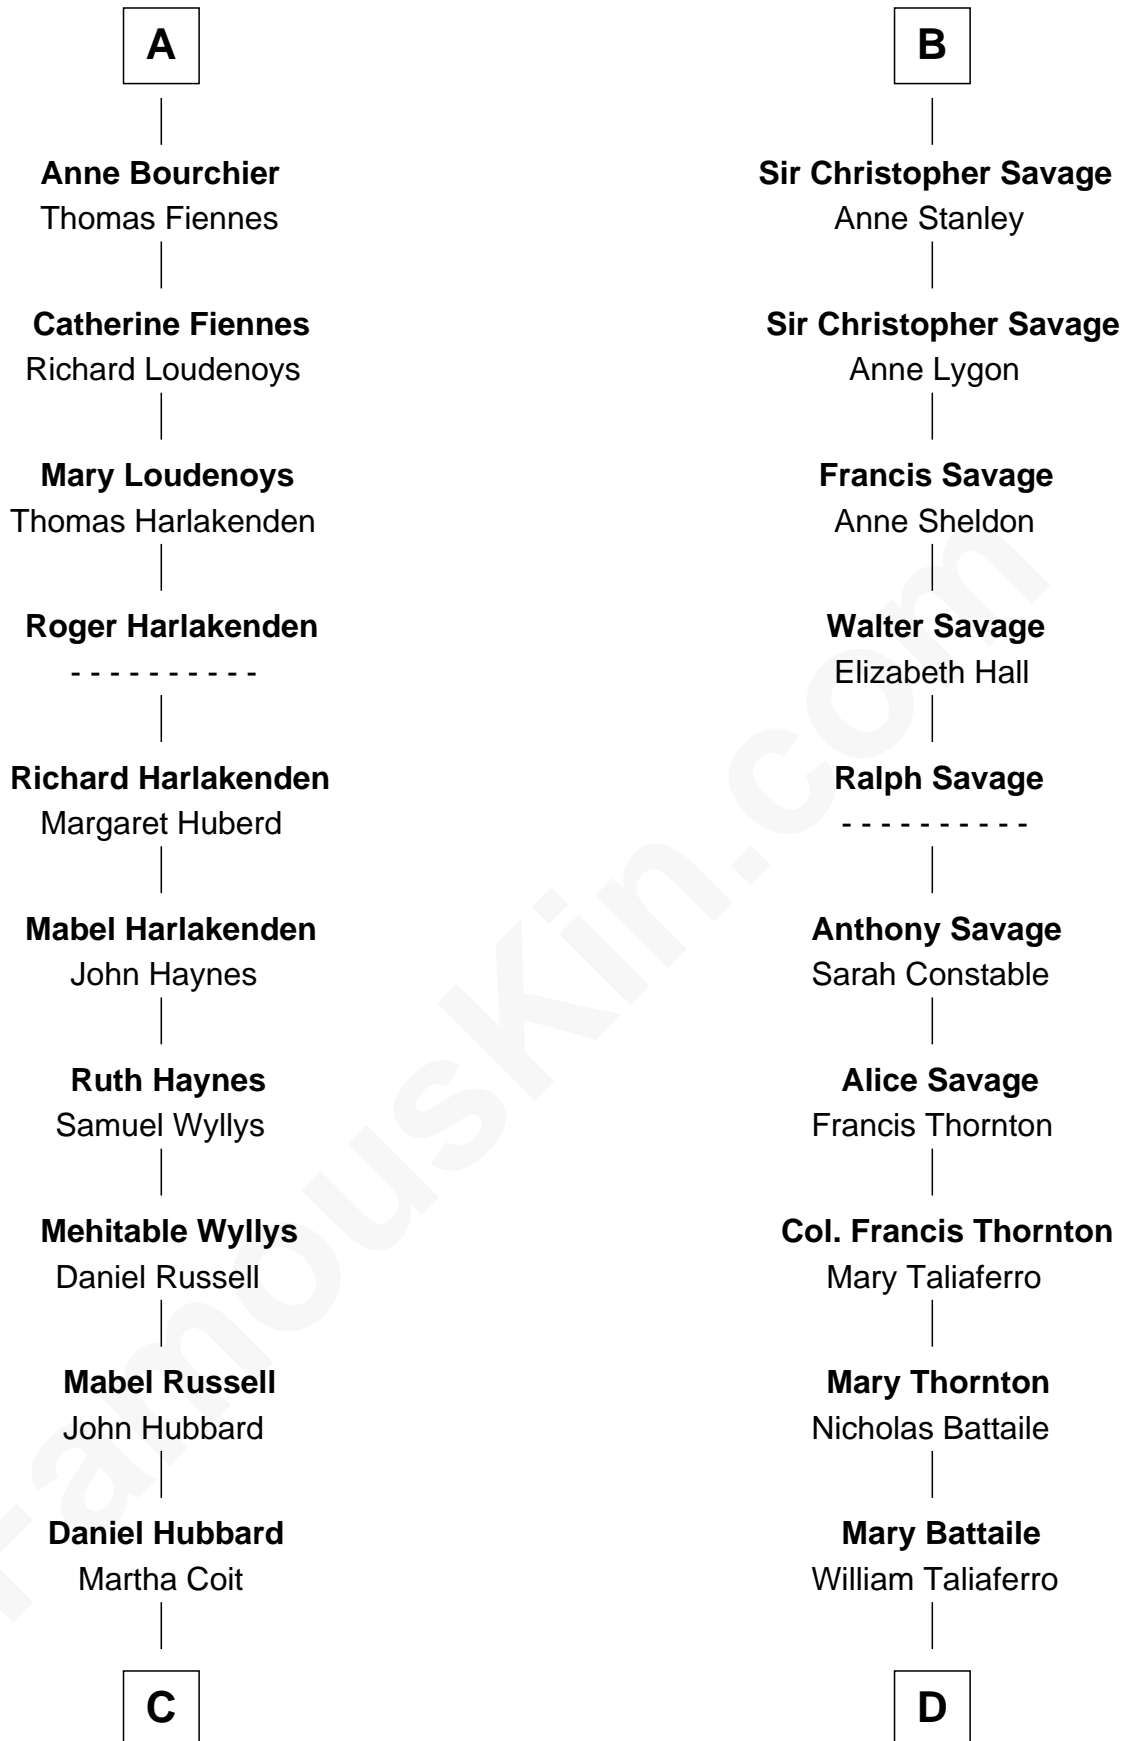 A
Anne Bourchier
Thomas Fiennes
Catherine Fiennes
Richard Loudenoys
Mary Loudenoys
Thomas Harlakenden
Roger Harlakenden
- - - - - - - - - -
Richard Harlakenden
Margaret Huberd
Mabel Harlakenden
John Haynes
Ruth Haynes
Samuel Wyllys
Mehitable Wyllys
Daniel Russell
Mabel Russell
John Hubbard
Daniel Hubbard
Martha Coit
C
B
Sir Christopher Savage
Anne Stanley
Sir Christopher Savage
Anne Lygon
Francis Savage
Anne Sheldon
Walter Savage
Elizabeth Hall
Ralph Savage
- - - - - - - - - -
Anthony Savage
Sarah Constable
Alice Savage
Francis Thornton
Col. Francis Thornton
Mary Taliaferro
Mary Thornton
Nicholas Battaile
Mary Battaile
William Taliaferro
D
FamousKin.com